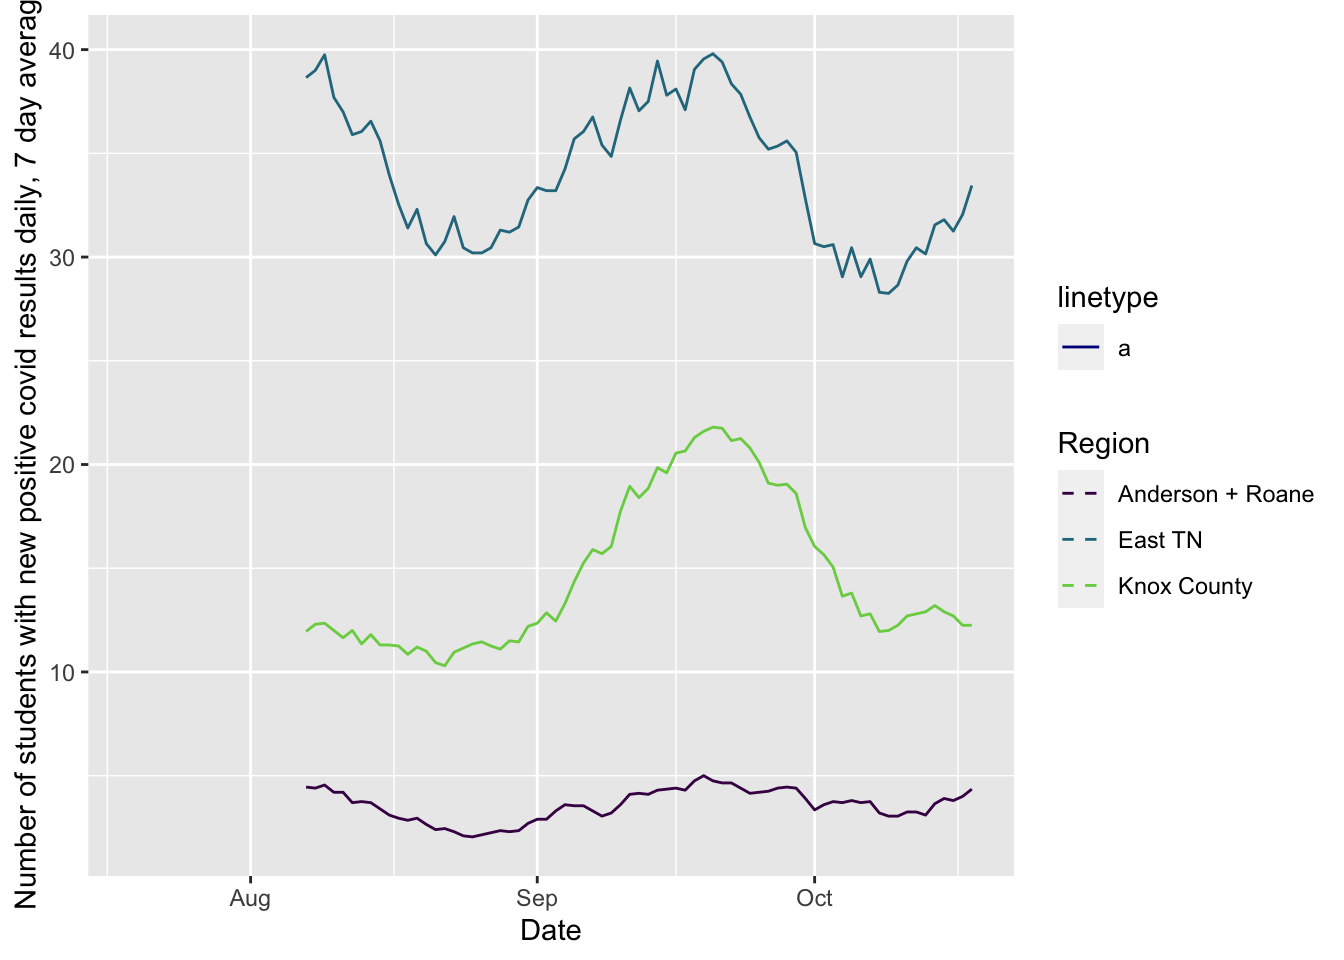 Number of students with new positive covid results daily, 7 day averag
40
30
20
10
Aug
Sep
Oct
Date
linetype
a
Region
Anderson + Roane
East TN
Knox County